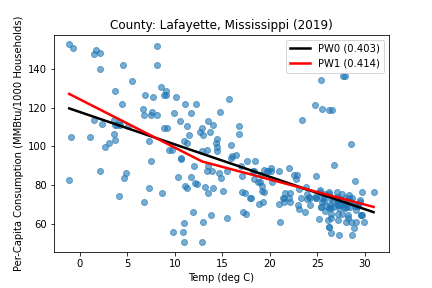 County: Lafayette, Mississippi (2019)
PW0 (0.403)
PW1 (0.414)
Per-Capita Consumption (MMBtu/1000 Households)
140
120
100
80
60
0 5 10 15 20 25 30
Temp (deg C)